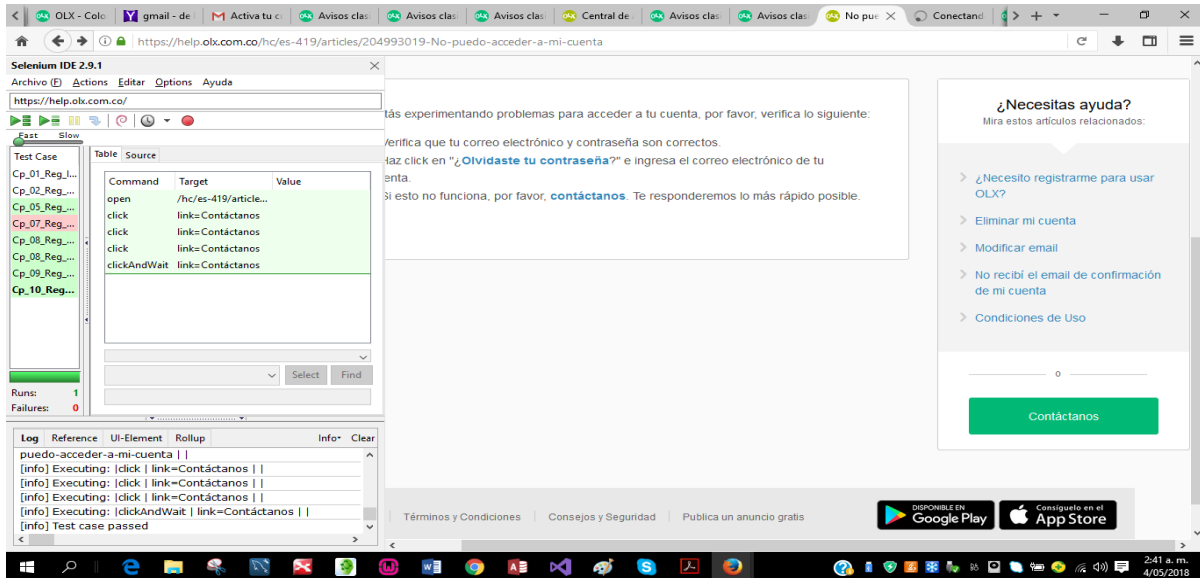 OLX - Colo
gmail - de
Activa tu c
Avisos clas
Avisos clas
Avisos clas
Central de
Avisos clas
Avisos clas
No pue
Conectand
https://help.olx.com.co/hc/es-419/articles/204993019-No-puedo-acceder-a-mi-cuenta
Selenium IDE 2.9.1
Archivo (F) Actions Editar Options Ayuda
https://help.olx.com.co/
Fast Slow
Test Case
Cp_01_Reg_I...
Cp_02_Reg_...
Cp_05_Reg_...
Cp_07_Reg_...
Cp_08_Reg_...
Cp_08_Reg_...
Cp_09_Reg_...
Cp_10_Reg...
Runs: 1
Failures: 0
Table Source
Command Target Value
open /hc/es-419/article...
click link=Contáctanos
click link=Contáctanos
click link=Contáctanos
clickAndWait link=Contáctanos
Select Find
Log Reference UI-Element Rollup Info Clear
puedo-acceder-a-mi-cuenta | |
[info] Executing: |click | link=Contáctanos | |
[info] Executing: |click | link=Contáctanos | |
[info] Executing: |click | link=Contáctanos | |
[info] Executing: |clickAndWait | link=Contáctanos | |
[info] Test case passed
tás experimentando problemas para acceder a tu cuenta, por favor, verifica lo siguiente:
Verifica que tu correo electrónico y contraseña son correctos.
Haz click en "¿Olvidaste tu contraseña?" e ingresa el correo electrónico de tu
enta.
Si esto no funciona, por favor, contáctanos. Te responderemos lo más rápido posible.
¿Necesitas ayuda?
Mira estos artículos relacionados:
¿Necesito registrarme para usar
OLX?
Eliminar mi cuenta
Modificar email
No recibí el email de confirmación
de mi cuenta
Condiciones de Uso
o
Contáctanos
Términos y Condiciones
Consejos y Seguridad
Publica un anuncio gratis
DISPONIBLE EN
Google Play
Consíguelo en el
App Store
2:41 a. m.
4/05/2018